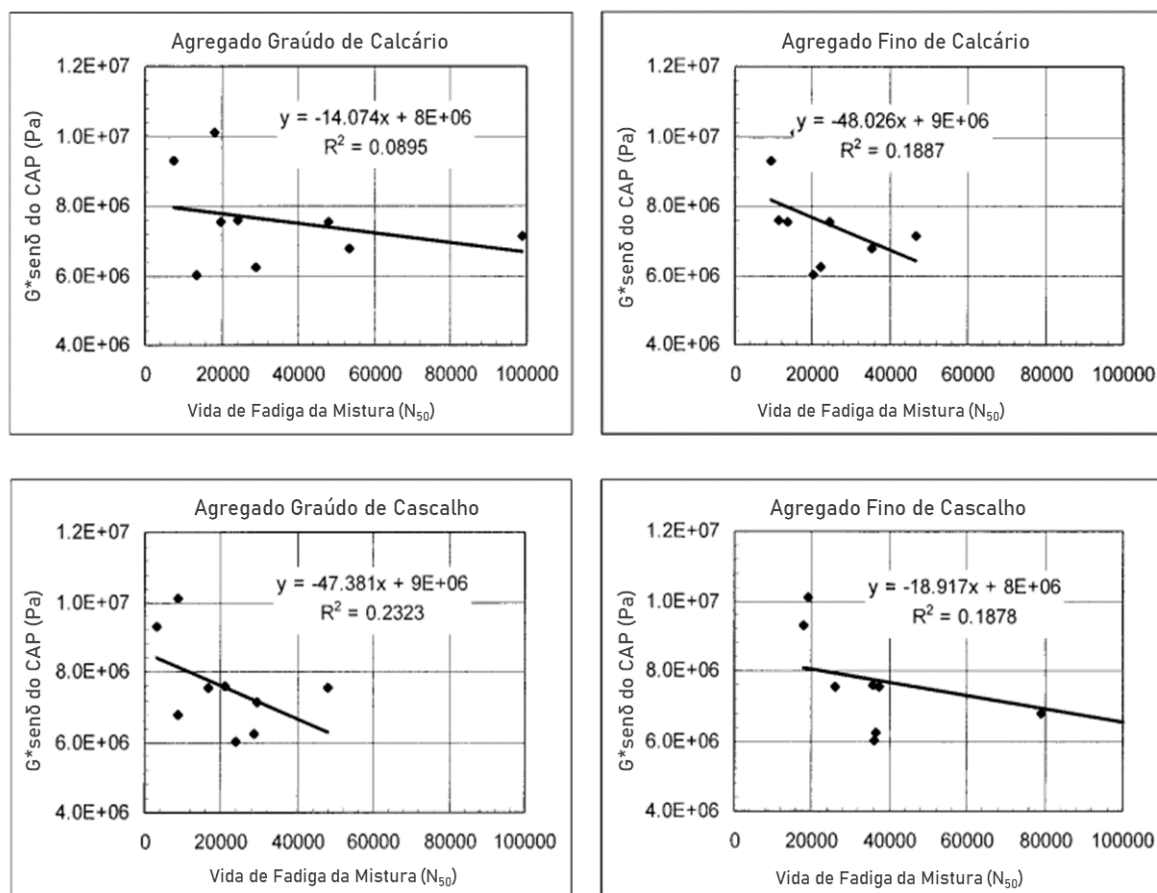 Agregado Graúdo de Calcário
1.2E+07
1.0E+07
8.0E+06
6.0E+06
4.0E+06
G*senδ do CAP (Pa)
y = -14.074x + 8E+06
R² = 0.0895
0 20000 40000 60000 80000 100000
Vida de Fadiga da Mistura (N₅₀)
Agregado Fino de Calcário
1.2E+07
1.0E+07
8.0E+06
6.0E+06
4.0E+06
G*senδ do CAP (Pa)
y = -48.026x + 9E+06
R² = 0.1887
0 20000 40000 60000 80000 100000
Vida de Fadiga da Mistura (N₅₀)
Agregado Graúdo de Cascalho
1.2E+07
1.0E+07
8.0E+06
6.0E+06
4.0E+06
G*senδ do CAP (Pa)
y = -47.381x + 9E+06
R² = 0.2323
0 20000 40000 60000 80000 100000
Vida de Fadiga da Mistura (N₅₀)
Agregado Fino de Cascalho
1.2E+07
1.0E+07
8.0E+06
6.0E+06
4.0E+06
G*senδ do CAP (Pa)
y = -18.917x + 8E+06
R² = 0.1878
0 20000 40000 60000 80000 100000
Vida de Fadiga da Mistura (N₅₀)